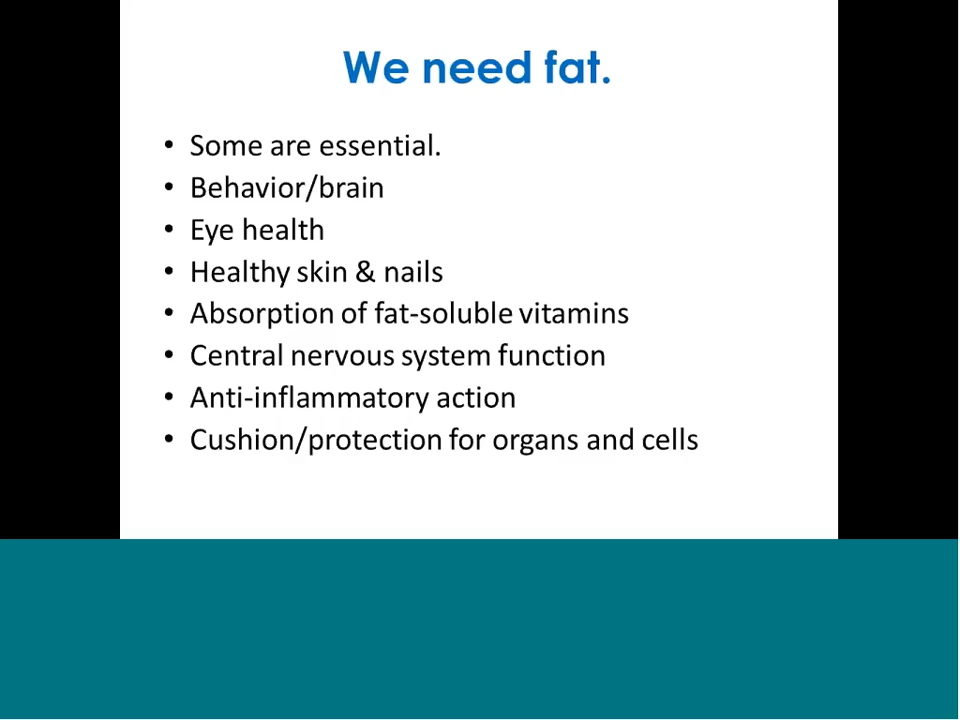 We need fat.
• Some are essential.
• Behavior/brain
• Eye health
• Healthy skin & nails
• Absorption of fat-soluble vitamins
• Central nervous system function
• Anti-inflammatory action
• Cushion/protection for organs and cells